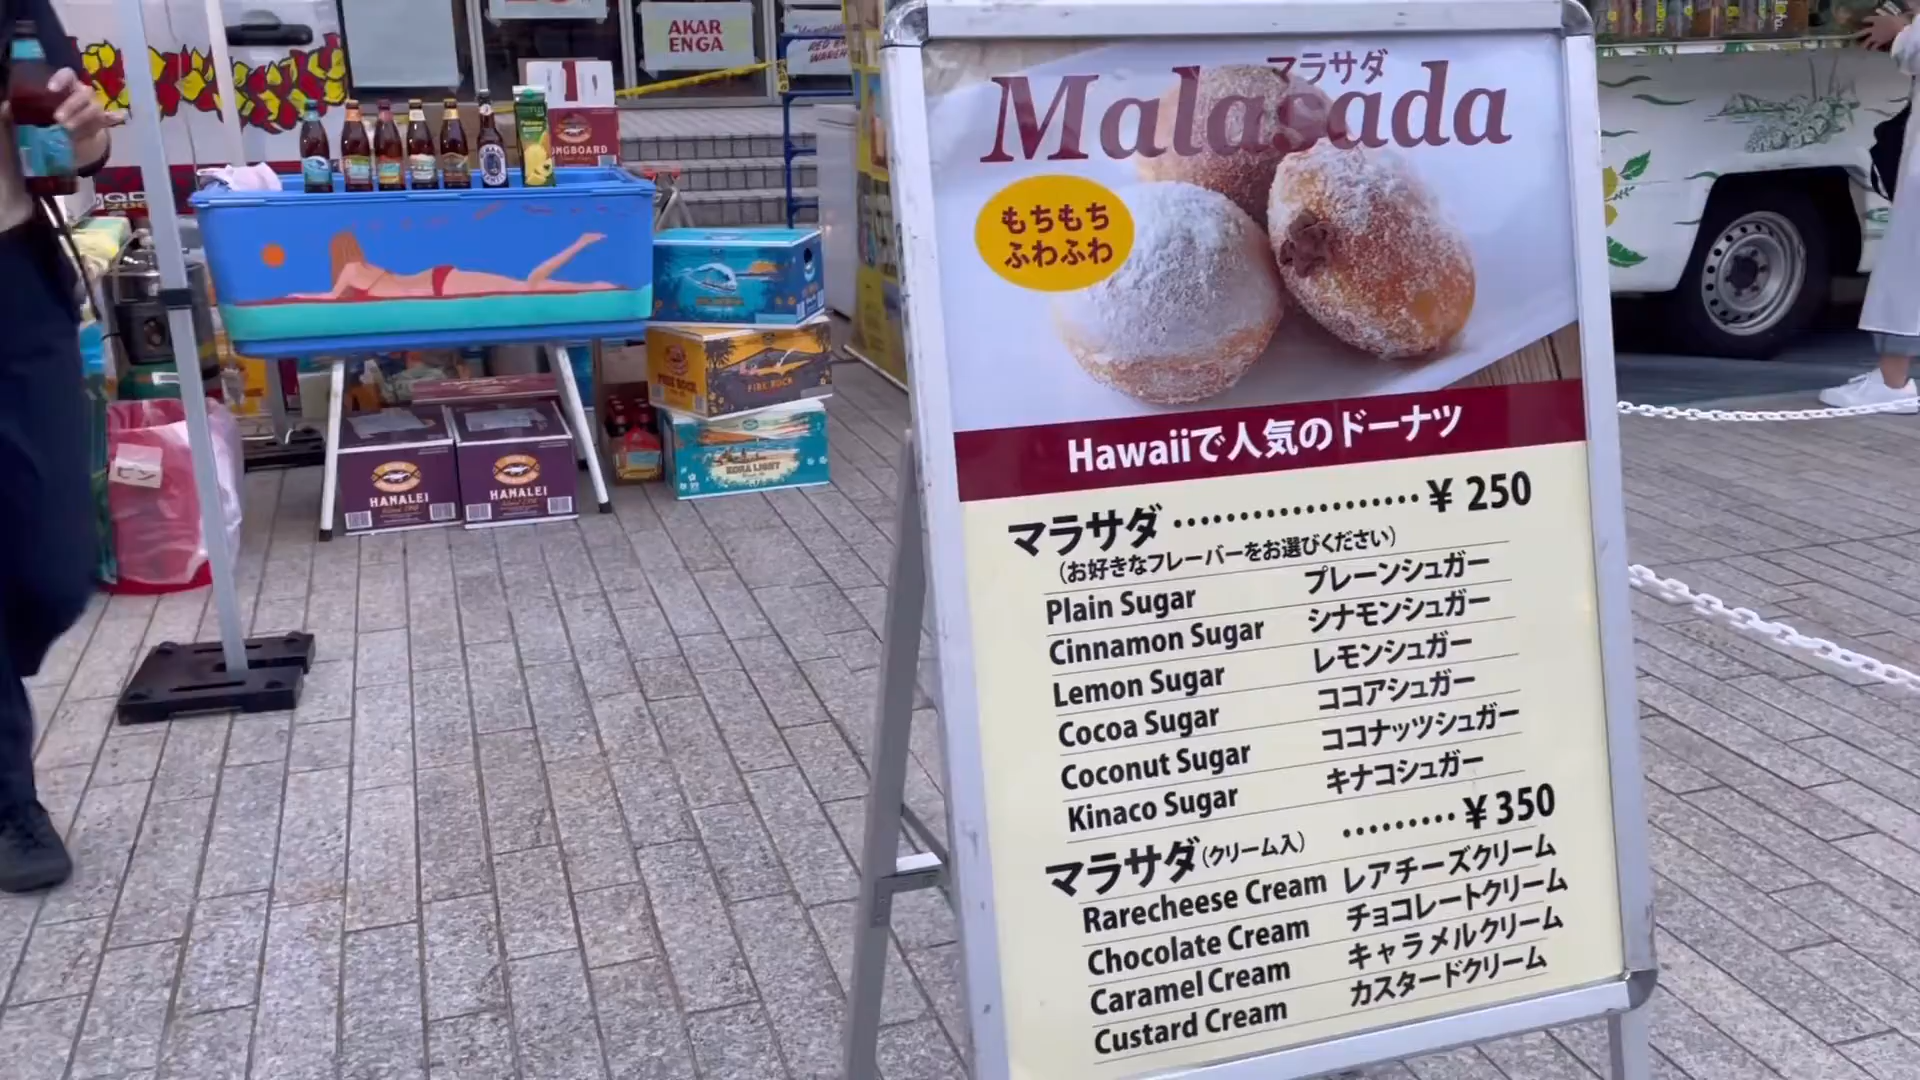 AKAR
ENGA
LONGBOARD
HANALEI
HANALEI
FIRE ROCK
FIRE ROCK
KONA LIGHT
マラサダ
Malasada
もちもち
ふわふわ
Hawaiiで人気のドーナツ
マラサダ ................... ¥ 250
（お好きなフレーバーをお選びください）
Plain Sugar プレーンシュガー
Cinnamon Sugar シナモンシュガー
Lemon Sugar レモンシュガー
Cocoa Sugar ココアシュガー
Coconut Sugar ココナッツシュガー
Kinaco Sugar キナコシュガー
マラサダ（クリーム入） ......... ¥ 350
Rarecheese Cream レアチーズクリーム
Chocolate Cream チョコレートクリーム
Caramel Cream キャラメルクリーム
Custard Cream カスタードクリーム